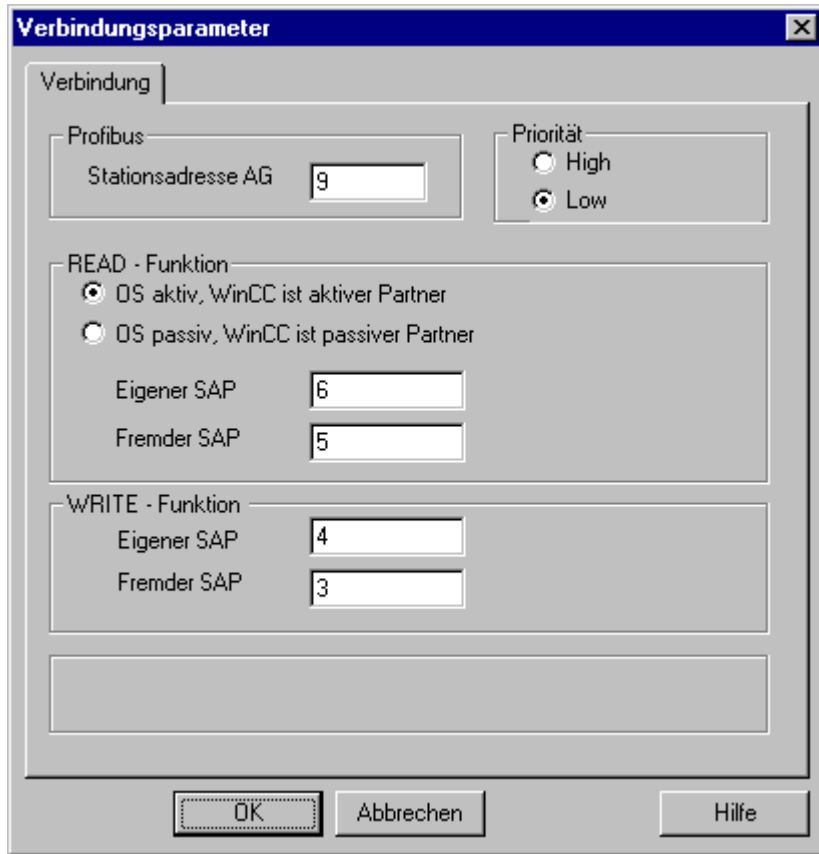 Verbindungsparameter
Verbindung
Profibus
Stationsadresse AG 9
Priorität
High
Low
READ - Funktion
OS aktiv, WinCC ist aktiver Partner
OS passiv, WinCC ist passiver Partner
Eigener SAP 6
Fremder SAP 5
WRITE - Funktion
Eigener SAP 4
Fremder SAP 3
OK Abbrechen Hilfe